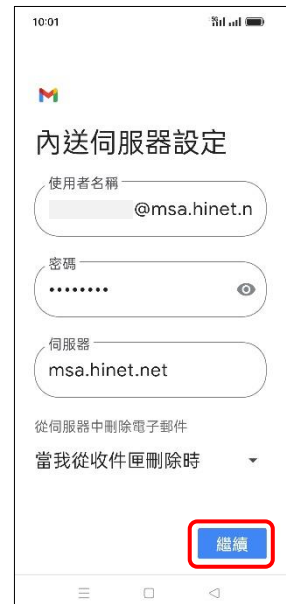 10:01
內送伺服器設定
使用者名稱
@msa.hinet.n
密碼
••••••••
伺服器
msa.hinet.net
從伺服器中刪除電子郵件
當我從收件匣刪除時
繼續